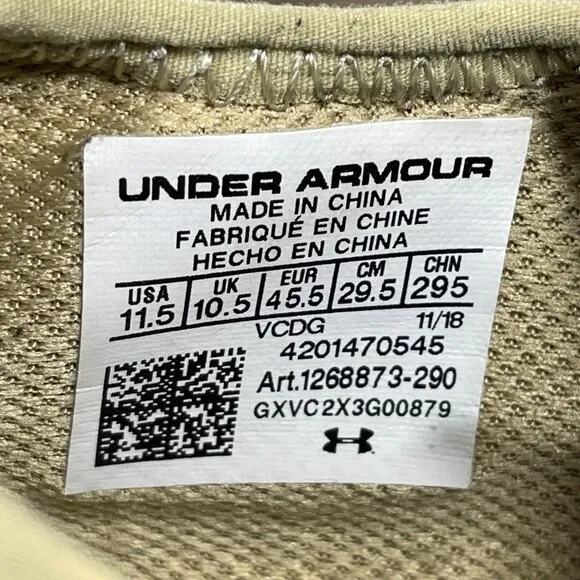 UNDER ARMOUR
MADE IN CHINA
FABRIQUÉ EN CHINE
HECHO EN CHINA
USA UK EUR CM CHN
11.5 10.5 45.5 29.5 295
VCDG 11/18
4201470545
Art.1268873-290
GXVC2X3G00879